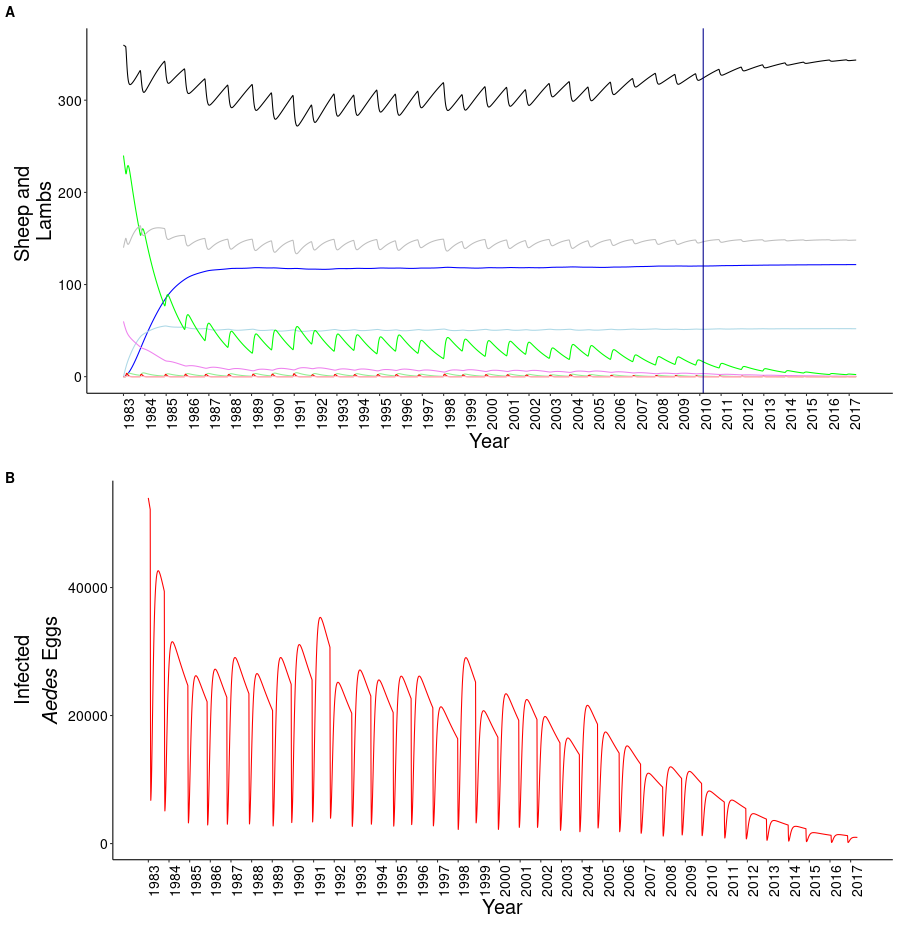 A
Sheep and
Lambs
300
200
100
0
1983 1984 1985 1986 1987 1988 1989 1990 1991 1992 1993 1994 1995 1996 1997 1998 1999 2000 2001 2002 2003 2004 2005 2006 2007 2008 2009 2010 2011 2012 2013 2014 2015 2016 2017
Year
B
Infected
Aedes Eggs
40000
20000
0
1983 1984 1985 1986 1987 1988 1989 1990 1991 1992 1993 1994 1995 1996 1997 1998 1999 2000 2001 2002 2003 2004 2005 2006 2007 2008 2009 2010 2011 2012 2013 2014 2015 2016 2017
Year